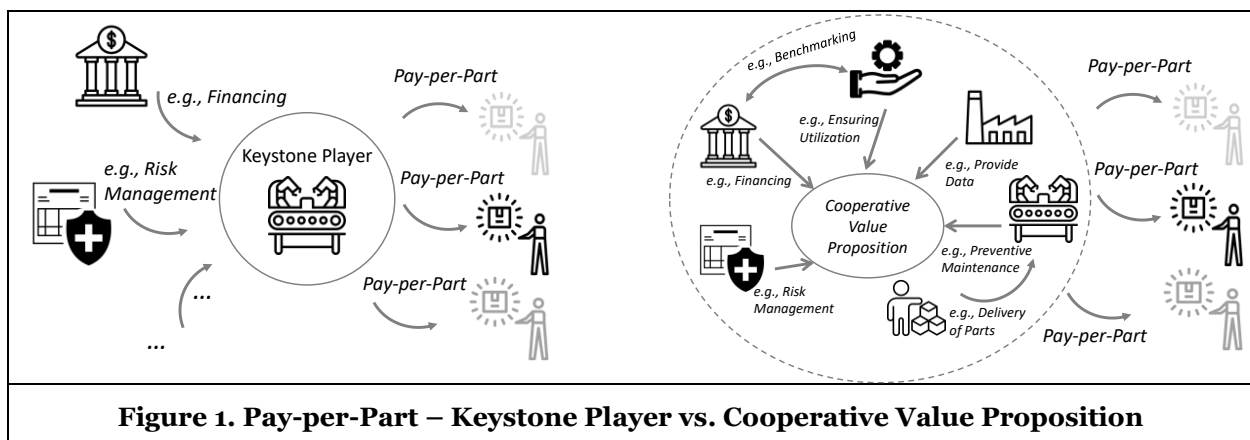 e.g., Financing
Keystone Player
e.g., Risk
Management
...
...
Pay-per-Part
Pay-per-Part
Pay-per-Part
e.g., Benchmarking
e.g., Ensuring
Utilization
e.g., Financing
e.g., Provide
Data
Cooperative
Value
Proposition
e.g., Preventive
Maintenance
e.g., Risk
Management
e.g., Delivery
of Parts
Pay-per-Part
Pay-per-Part
Pay-per-Part
Figure 1. Pay-per-Part – Keystone Player vs. Cooperative Value Proposition